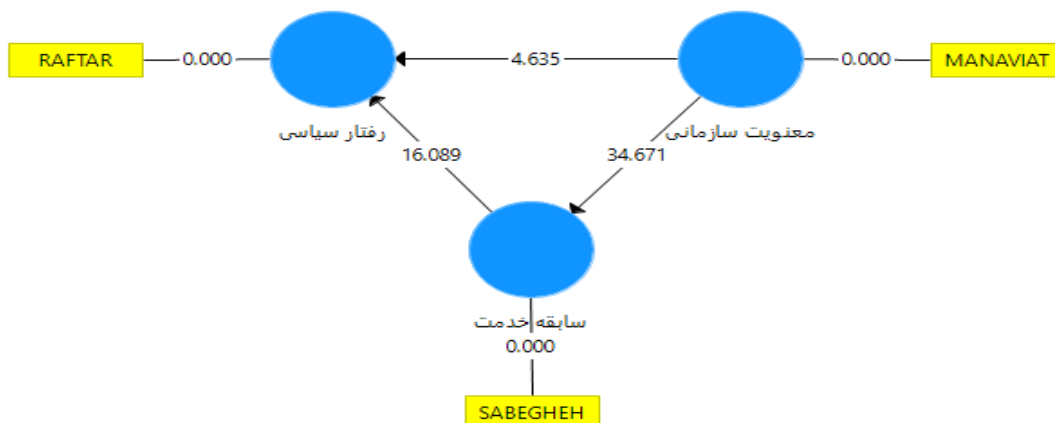 RAFTAR
0.000
4.635
0.000
MANAVIAT
رفتار سیاسی
معنویت سازمانی
16.089
34.671
سابقه خدمت
0.000
SABEGHEH